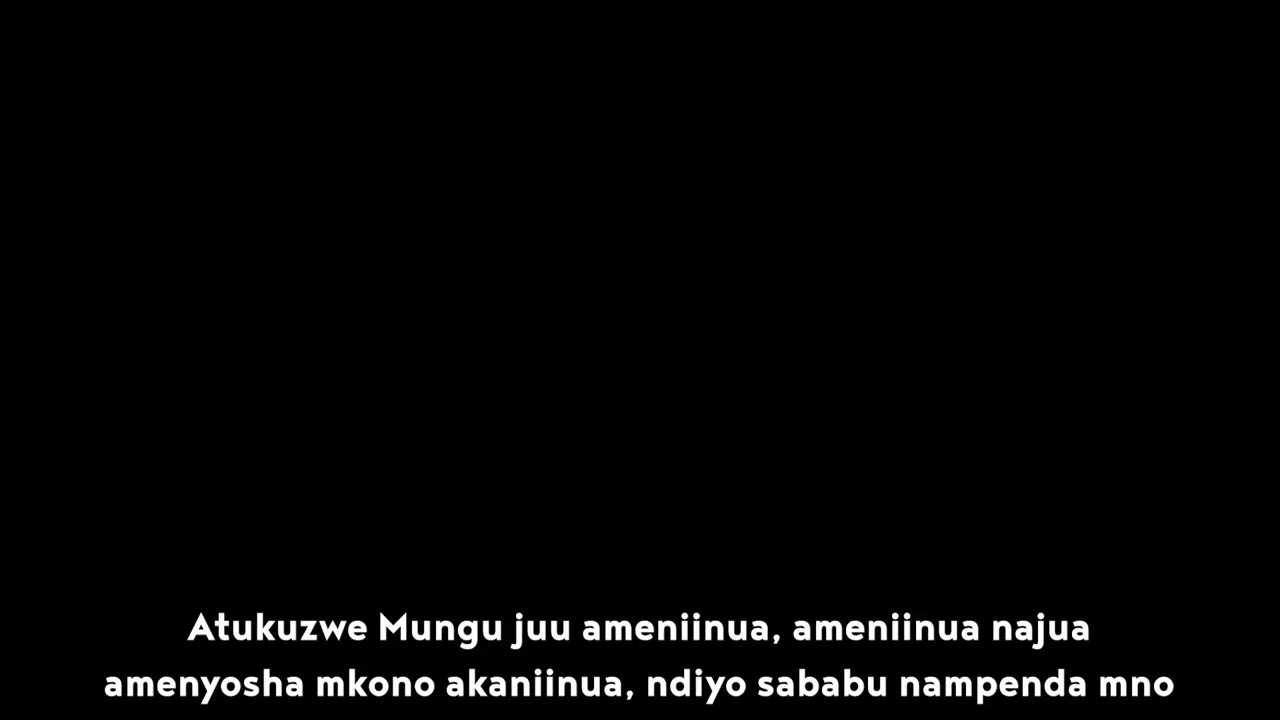 Atukuzwe Mungu juu ameniinua, ameniinua najua
amenyosha mkono akaniinua, ndiyo sababu nampenda mno